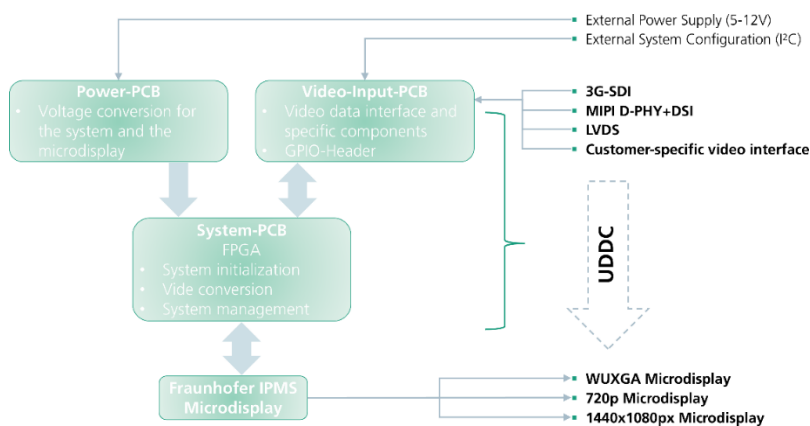 External Power Supply (5-12V)
External System Configuration (I²C)
Power-PCB
• Voltage conversion for
the system and the
microdisplay
Video-Input-PCB
• Video data interface and
specific components
• GPIO-Header
3G-SDI
MIPI D-PHY+DSI
LVDS
Customer-specific video interface
System-PCB
FPGA
• System initialization
• Vide conversion
• System management
UDDC
Fraunhofer IPMS
Microdisplay
WUXGA Microdisplay
720p Microdisplay
1440x1080px Microdisplay